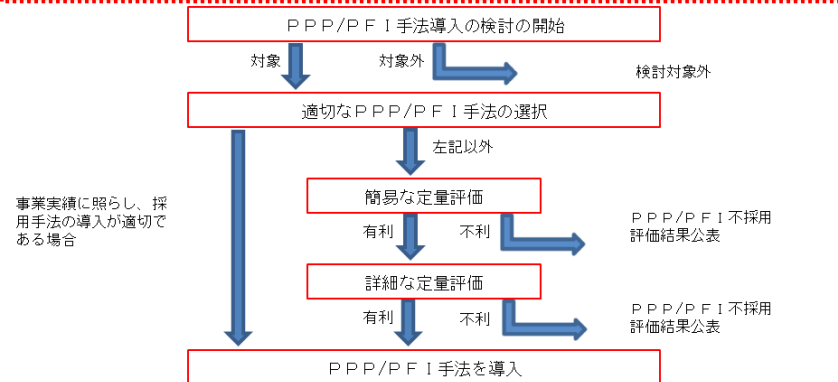 ＰＰＰ/ＰＦＩ手法導入の検討の開始
対象
対象外
検討対象外
適切なＰＰＰ/ＰＦＩ手法の選択
左記以外
事業実績に照らし、採
用手法の導入が適切で
ある場合
簡易な定量評価
有利
不利
ＰＰＰ/ＰＦＩ不採用
評価結果公表
詳細な定量評価
有利
不利
ＰＰＰ/ＰＦＩ不採用
評価結果公表
ＰＰＰ/ＰＦＩ手法を導入